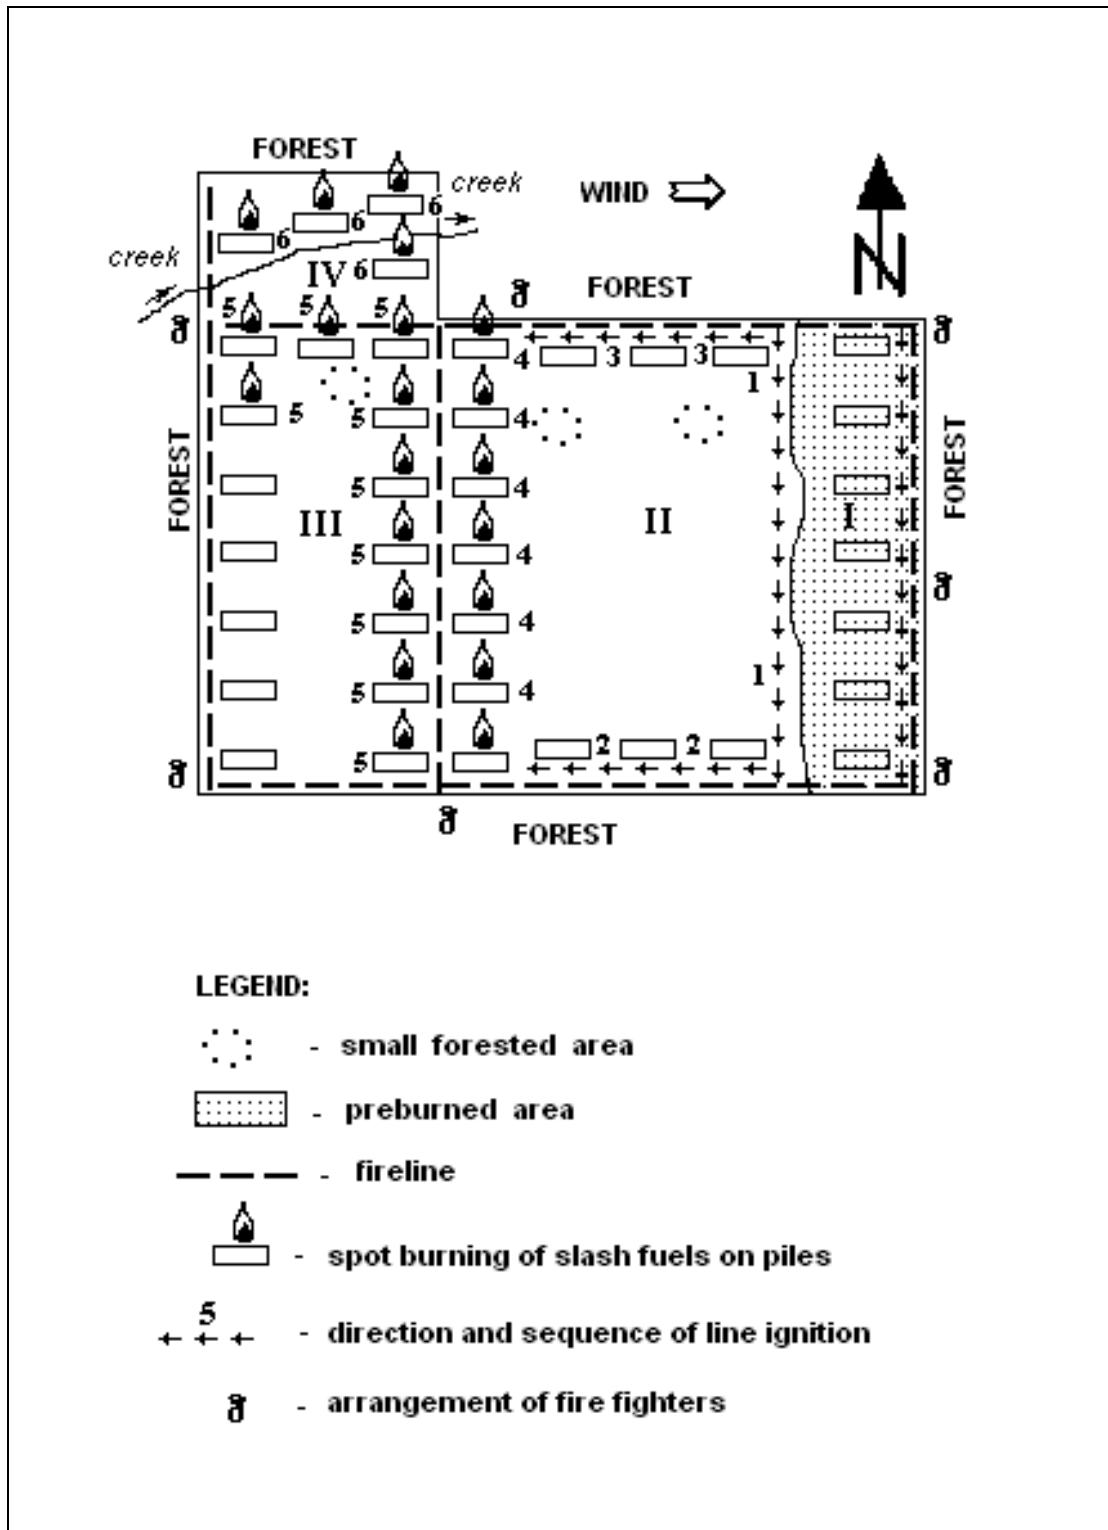 FOREST
creek
WIND
6
6
6
creek
IV 6
FOREST
N
5 5 5
4 3 3
1
5 5 4
5 4
FOREST
III
II
I
FOREST
5 4
5 4
5 4
1
5
2 2
FOREST
LEGEND:
- small forested area
- preburned area
- fireline
- spot burning of slash fuels on piles
5
- direction and sequence of line ignition
- arrangement of fire fighters